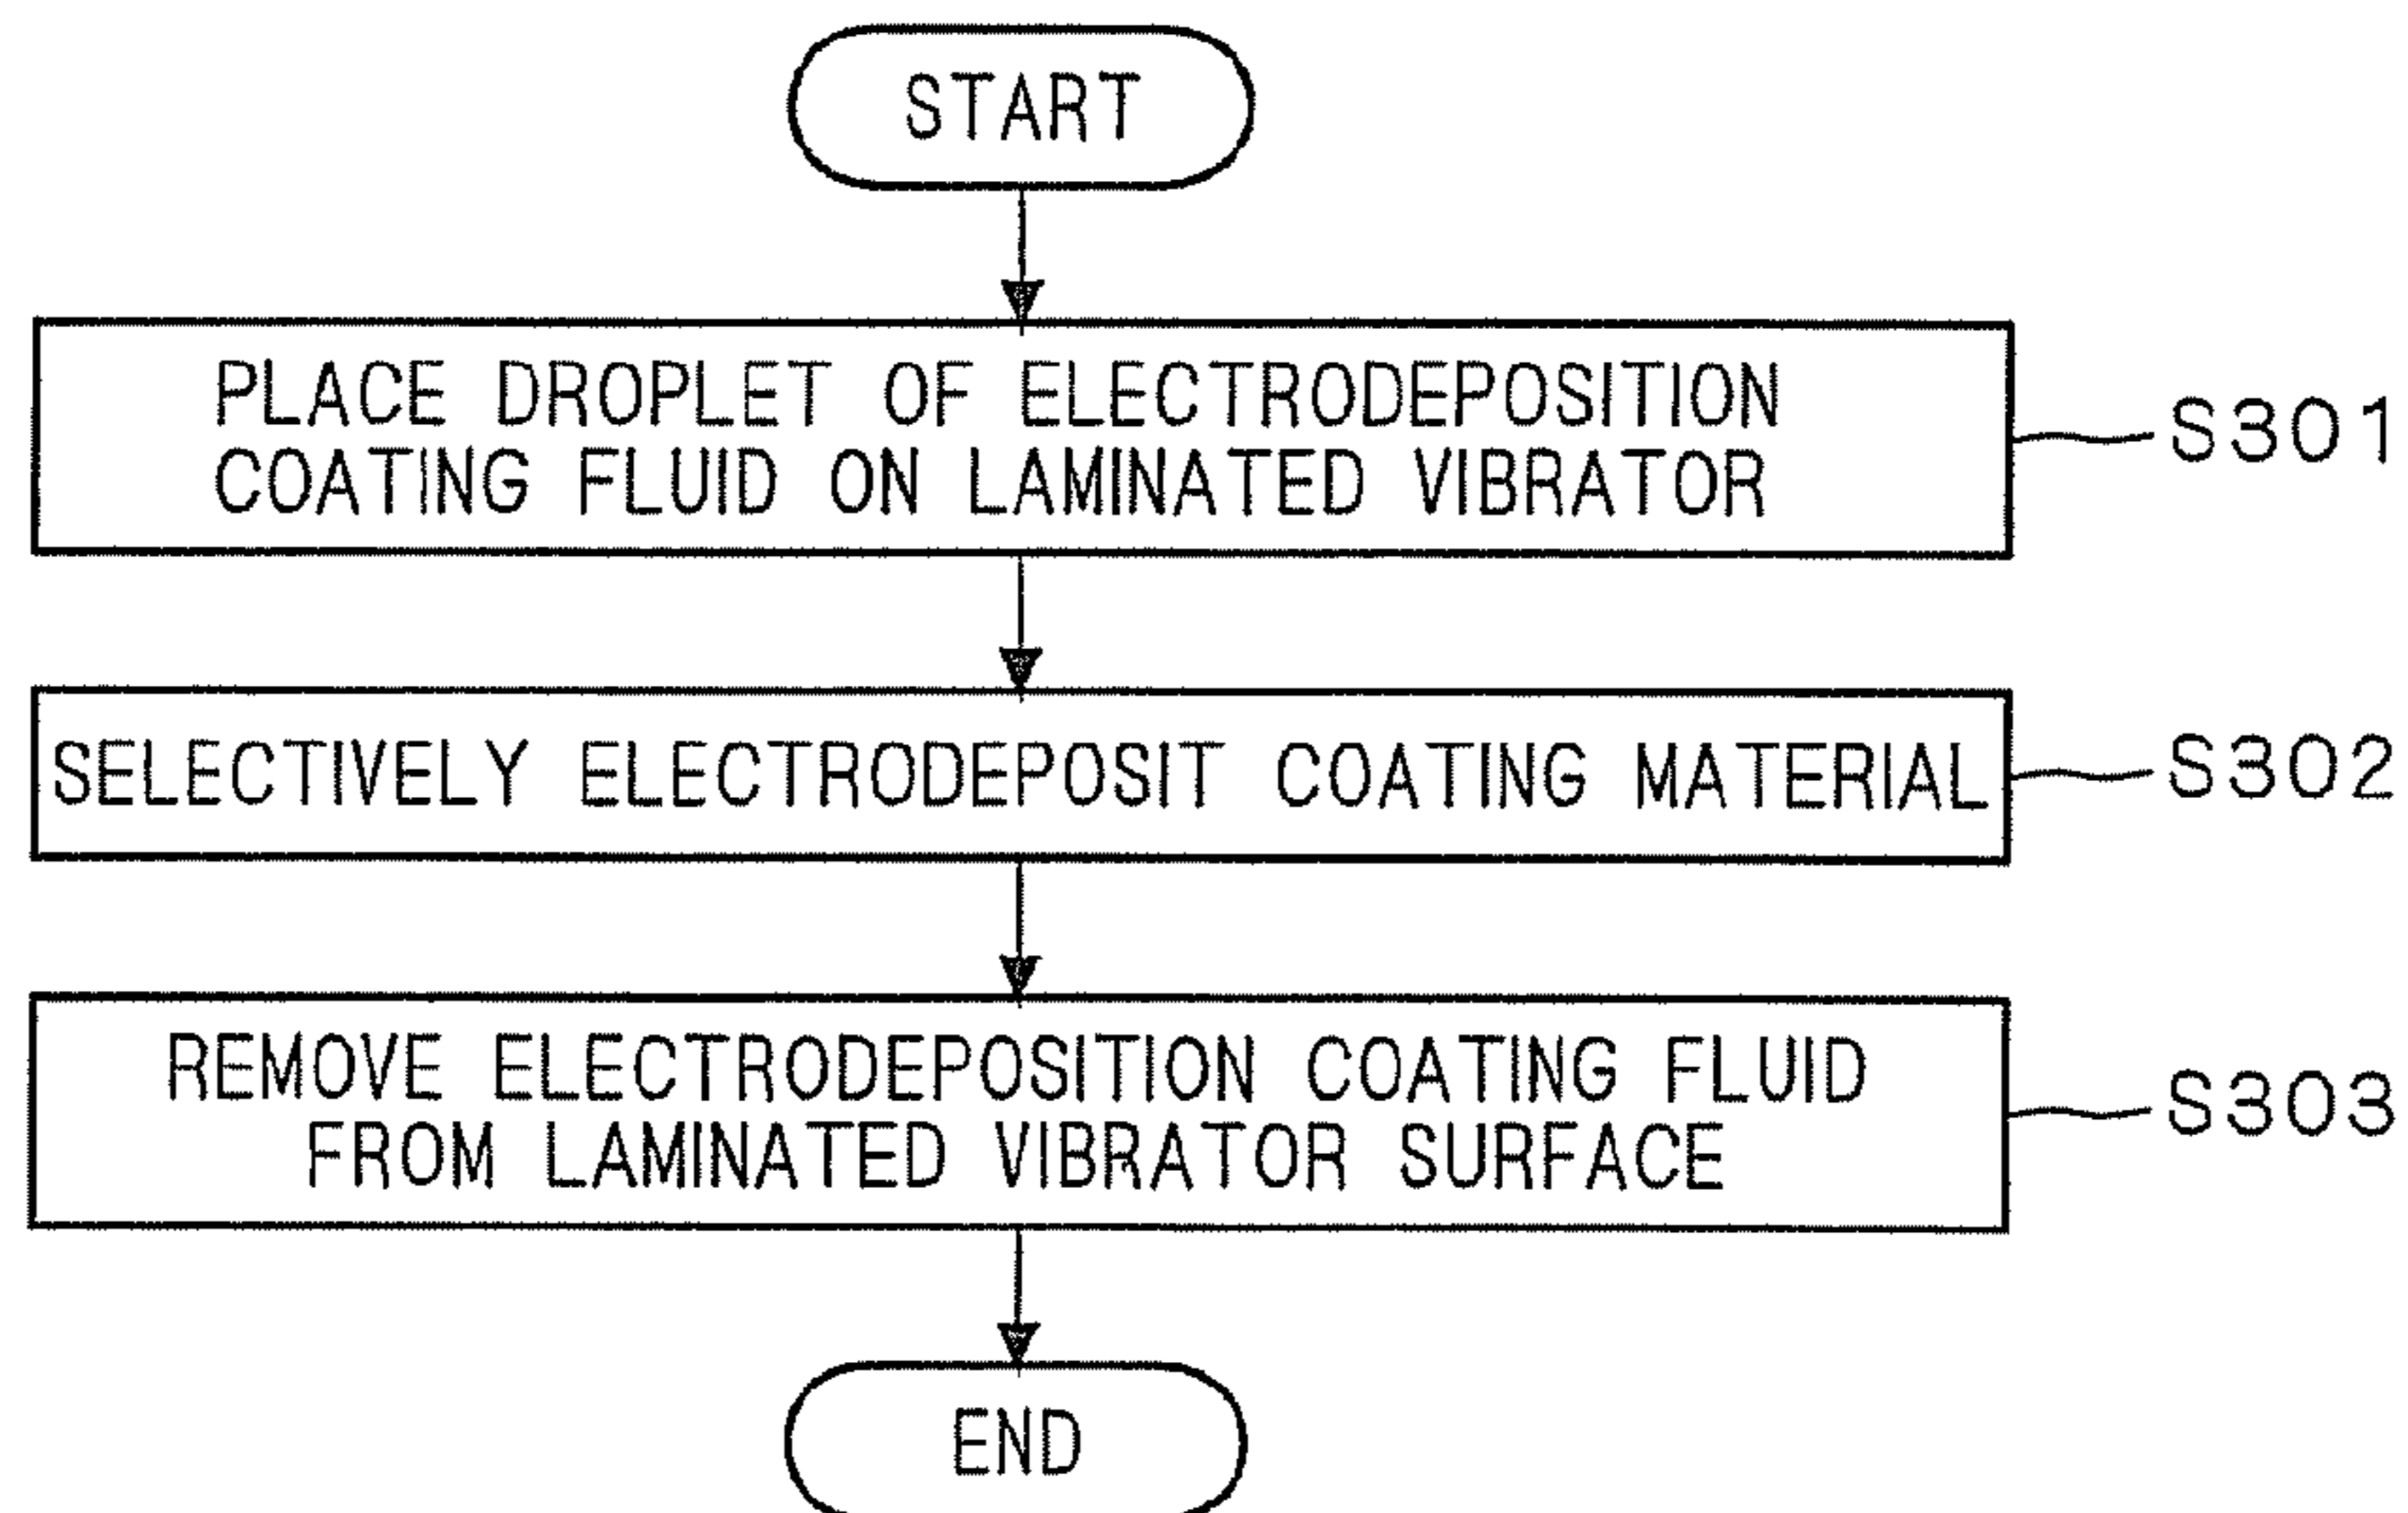 START
PLACE DROPLET OF ELECTRODEPOSITION
COATING FLUID ON LAMINATED VIBRATOR
S301
SELECTIVELY ELECTRODEPOSIT COATING MATERIAL
S302
REMOVE ELECTRODEPOSITION COATING FLUID
FROM LAMINATED VIBRATOR SURFACE
S303
END